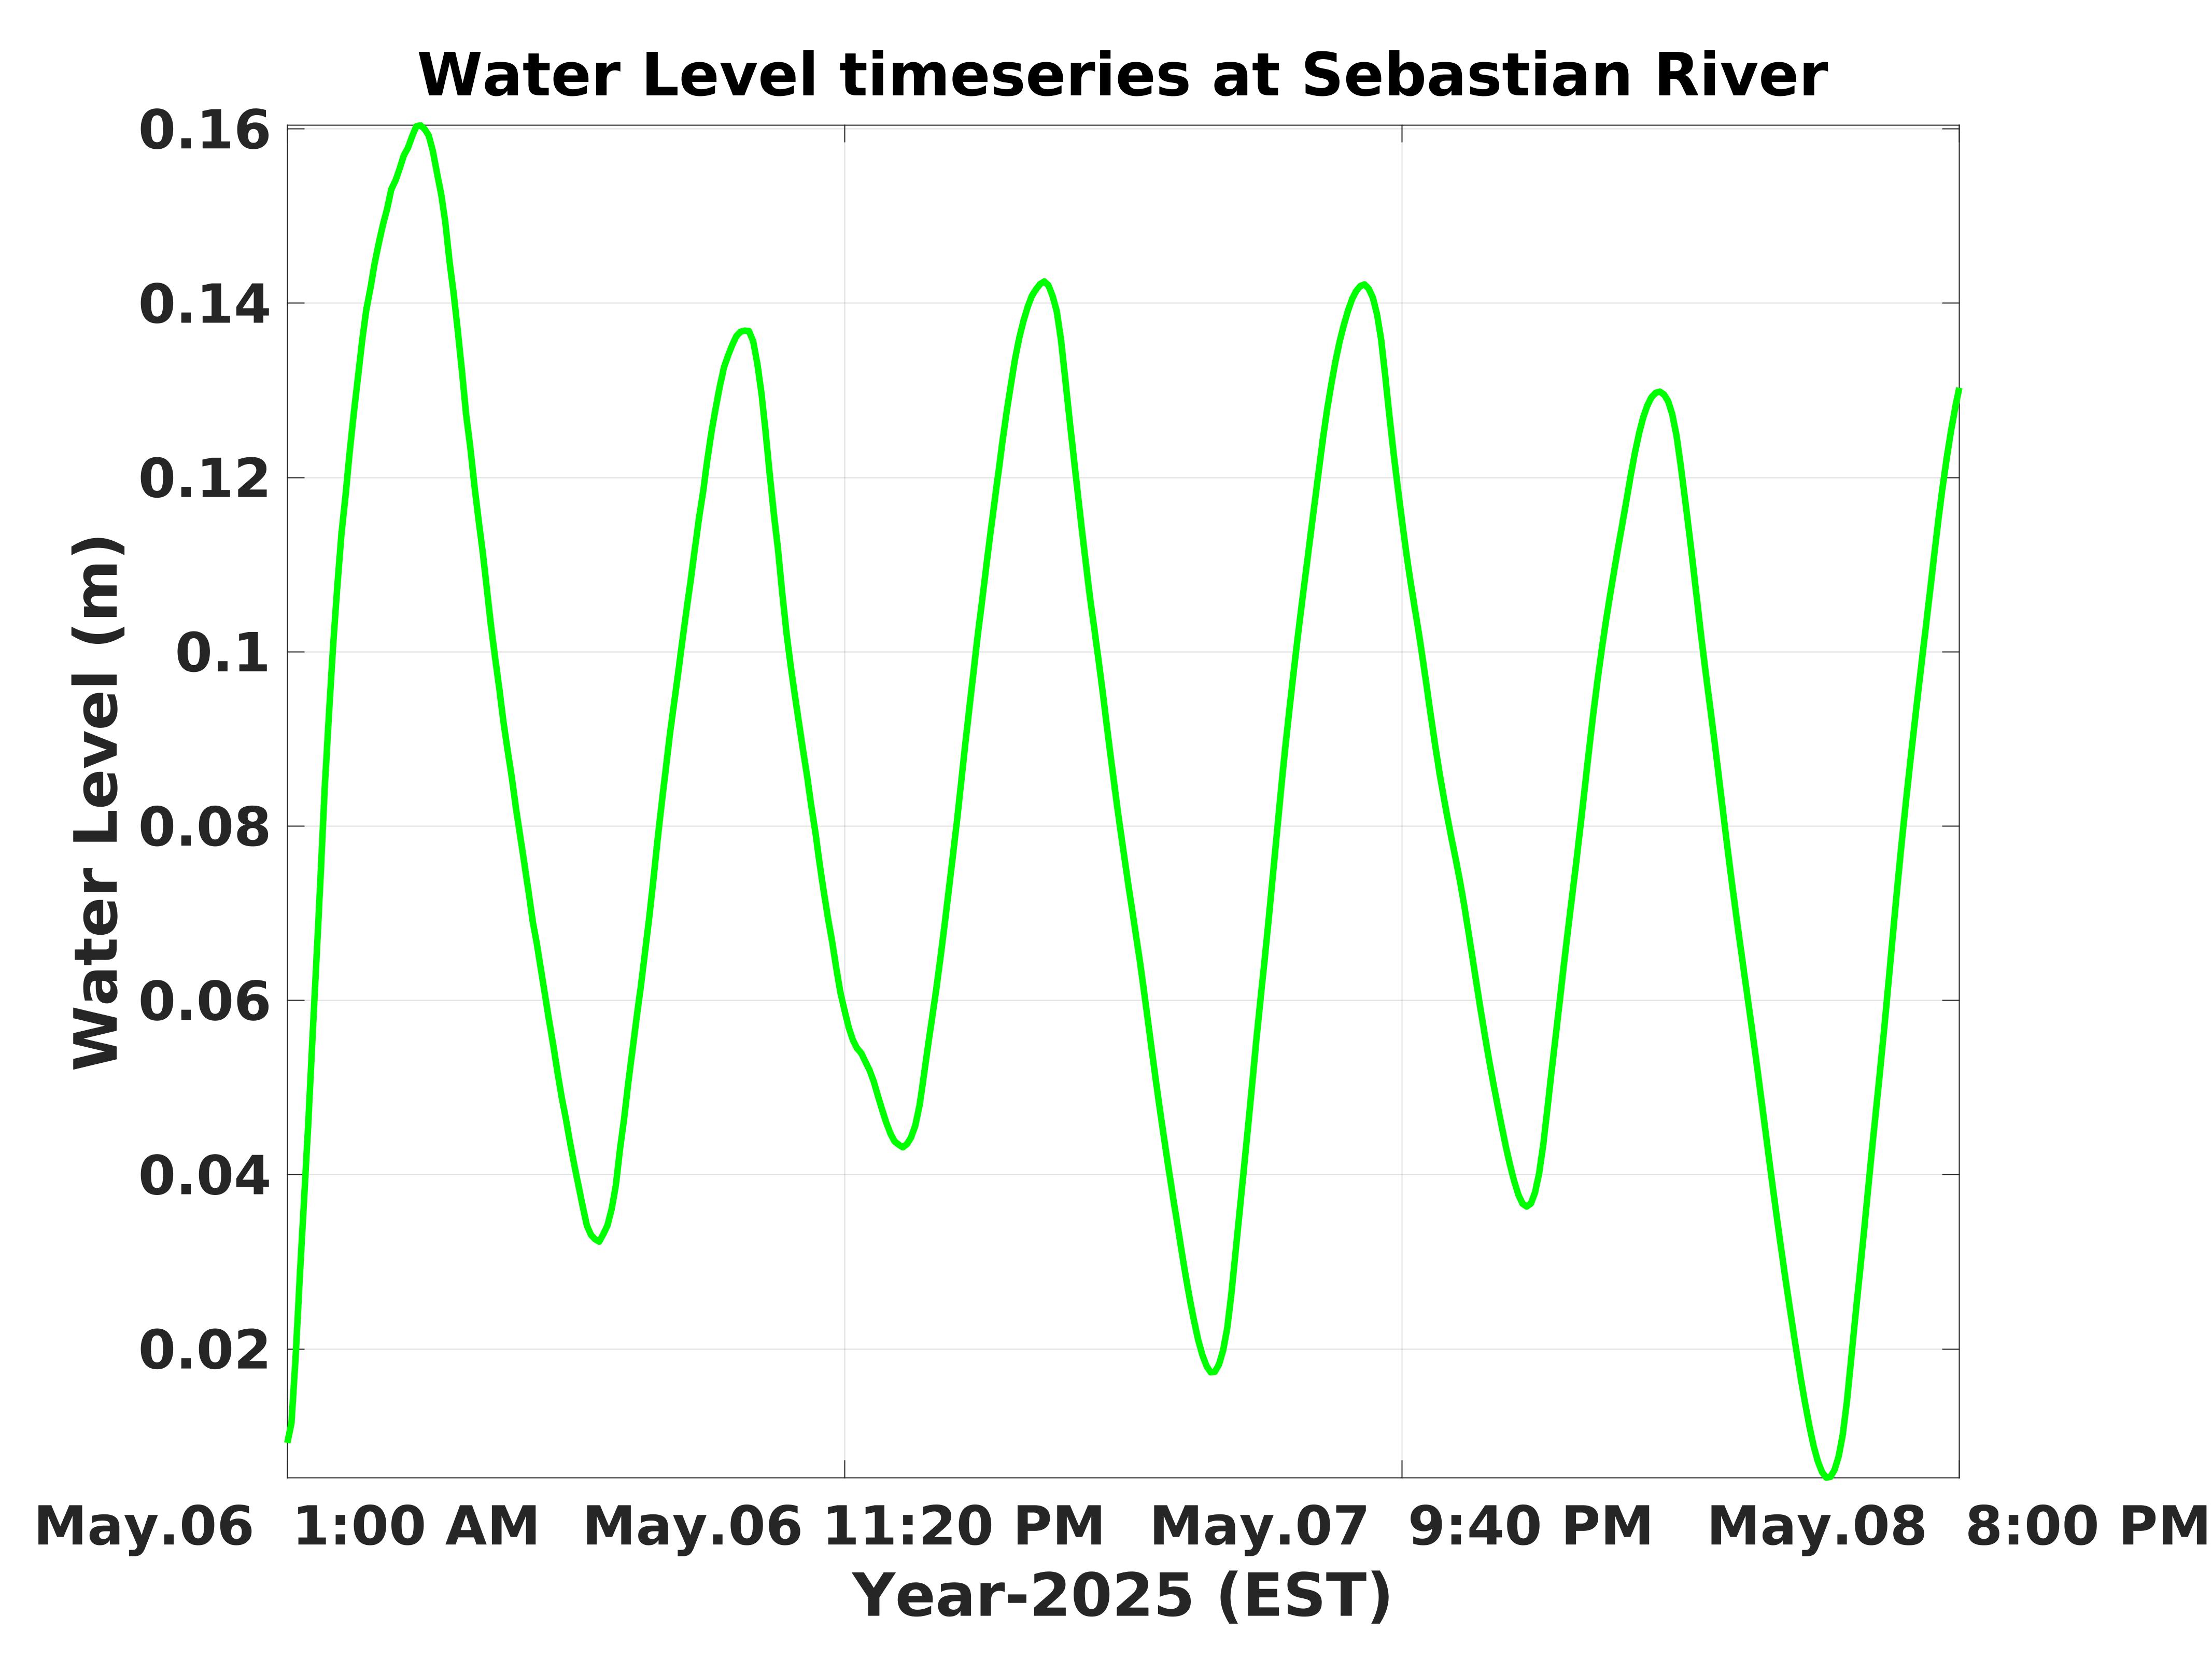 Water Level timeseries at Sebastian River
0.16
0.14
0.12
0.1
0.08
0.06
0.04
0.02
Water Level (m)
May.06 1:00 AM May.06 11:20 PM May.07 9:40 PM May.08 8:00 PM
Year-2025 (EST)